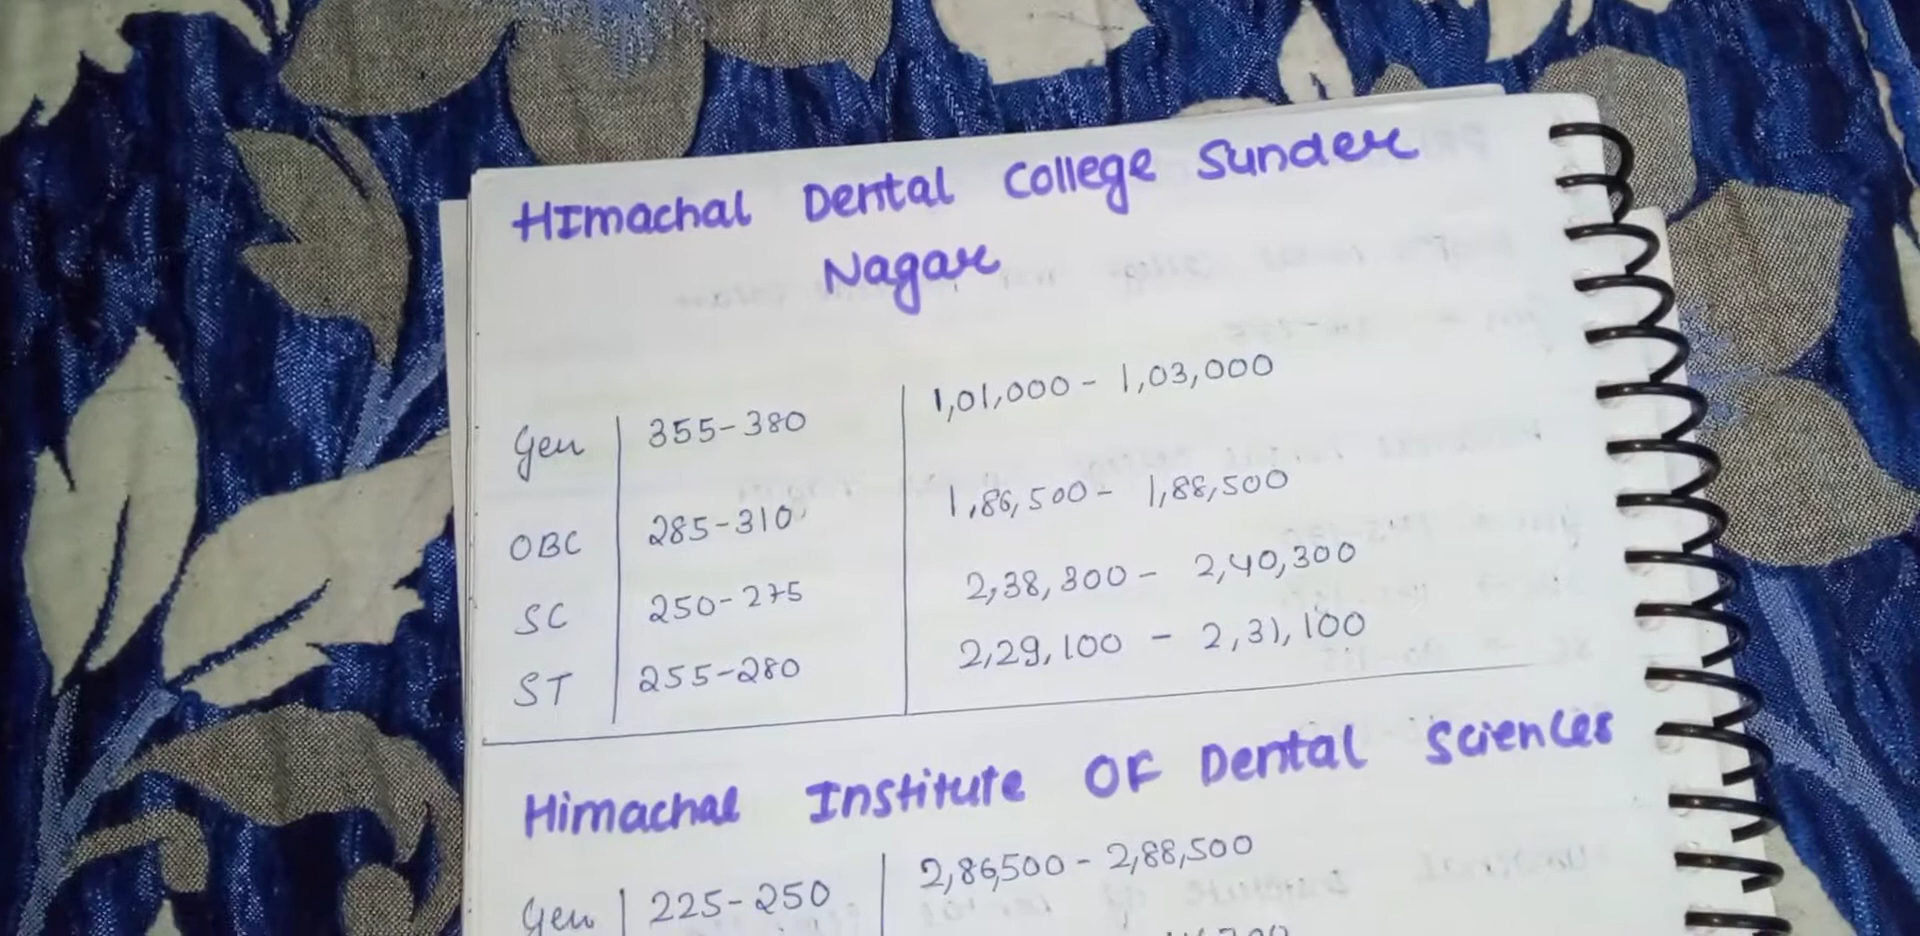 HImachal Dental College Sunder
Nagar
Gen 355-380 1,01,000 - 1,03,000
OBC 285-310 1,86,500 - 1,88,500
SC 250-275 2,38,300 - 2,40,300
ST 255-280 2,29,100 - 2,31,100
Himachal Institute OF Dental Sciences
Gen 225-250 2,86,500 - 2,88,500